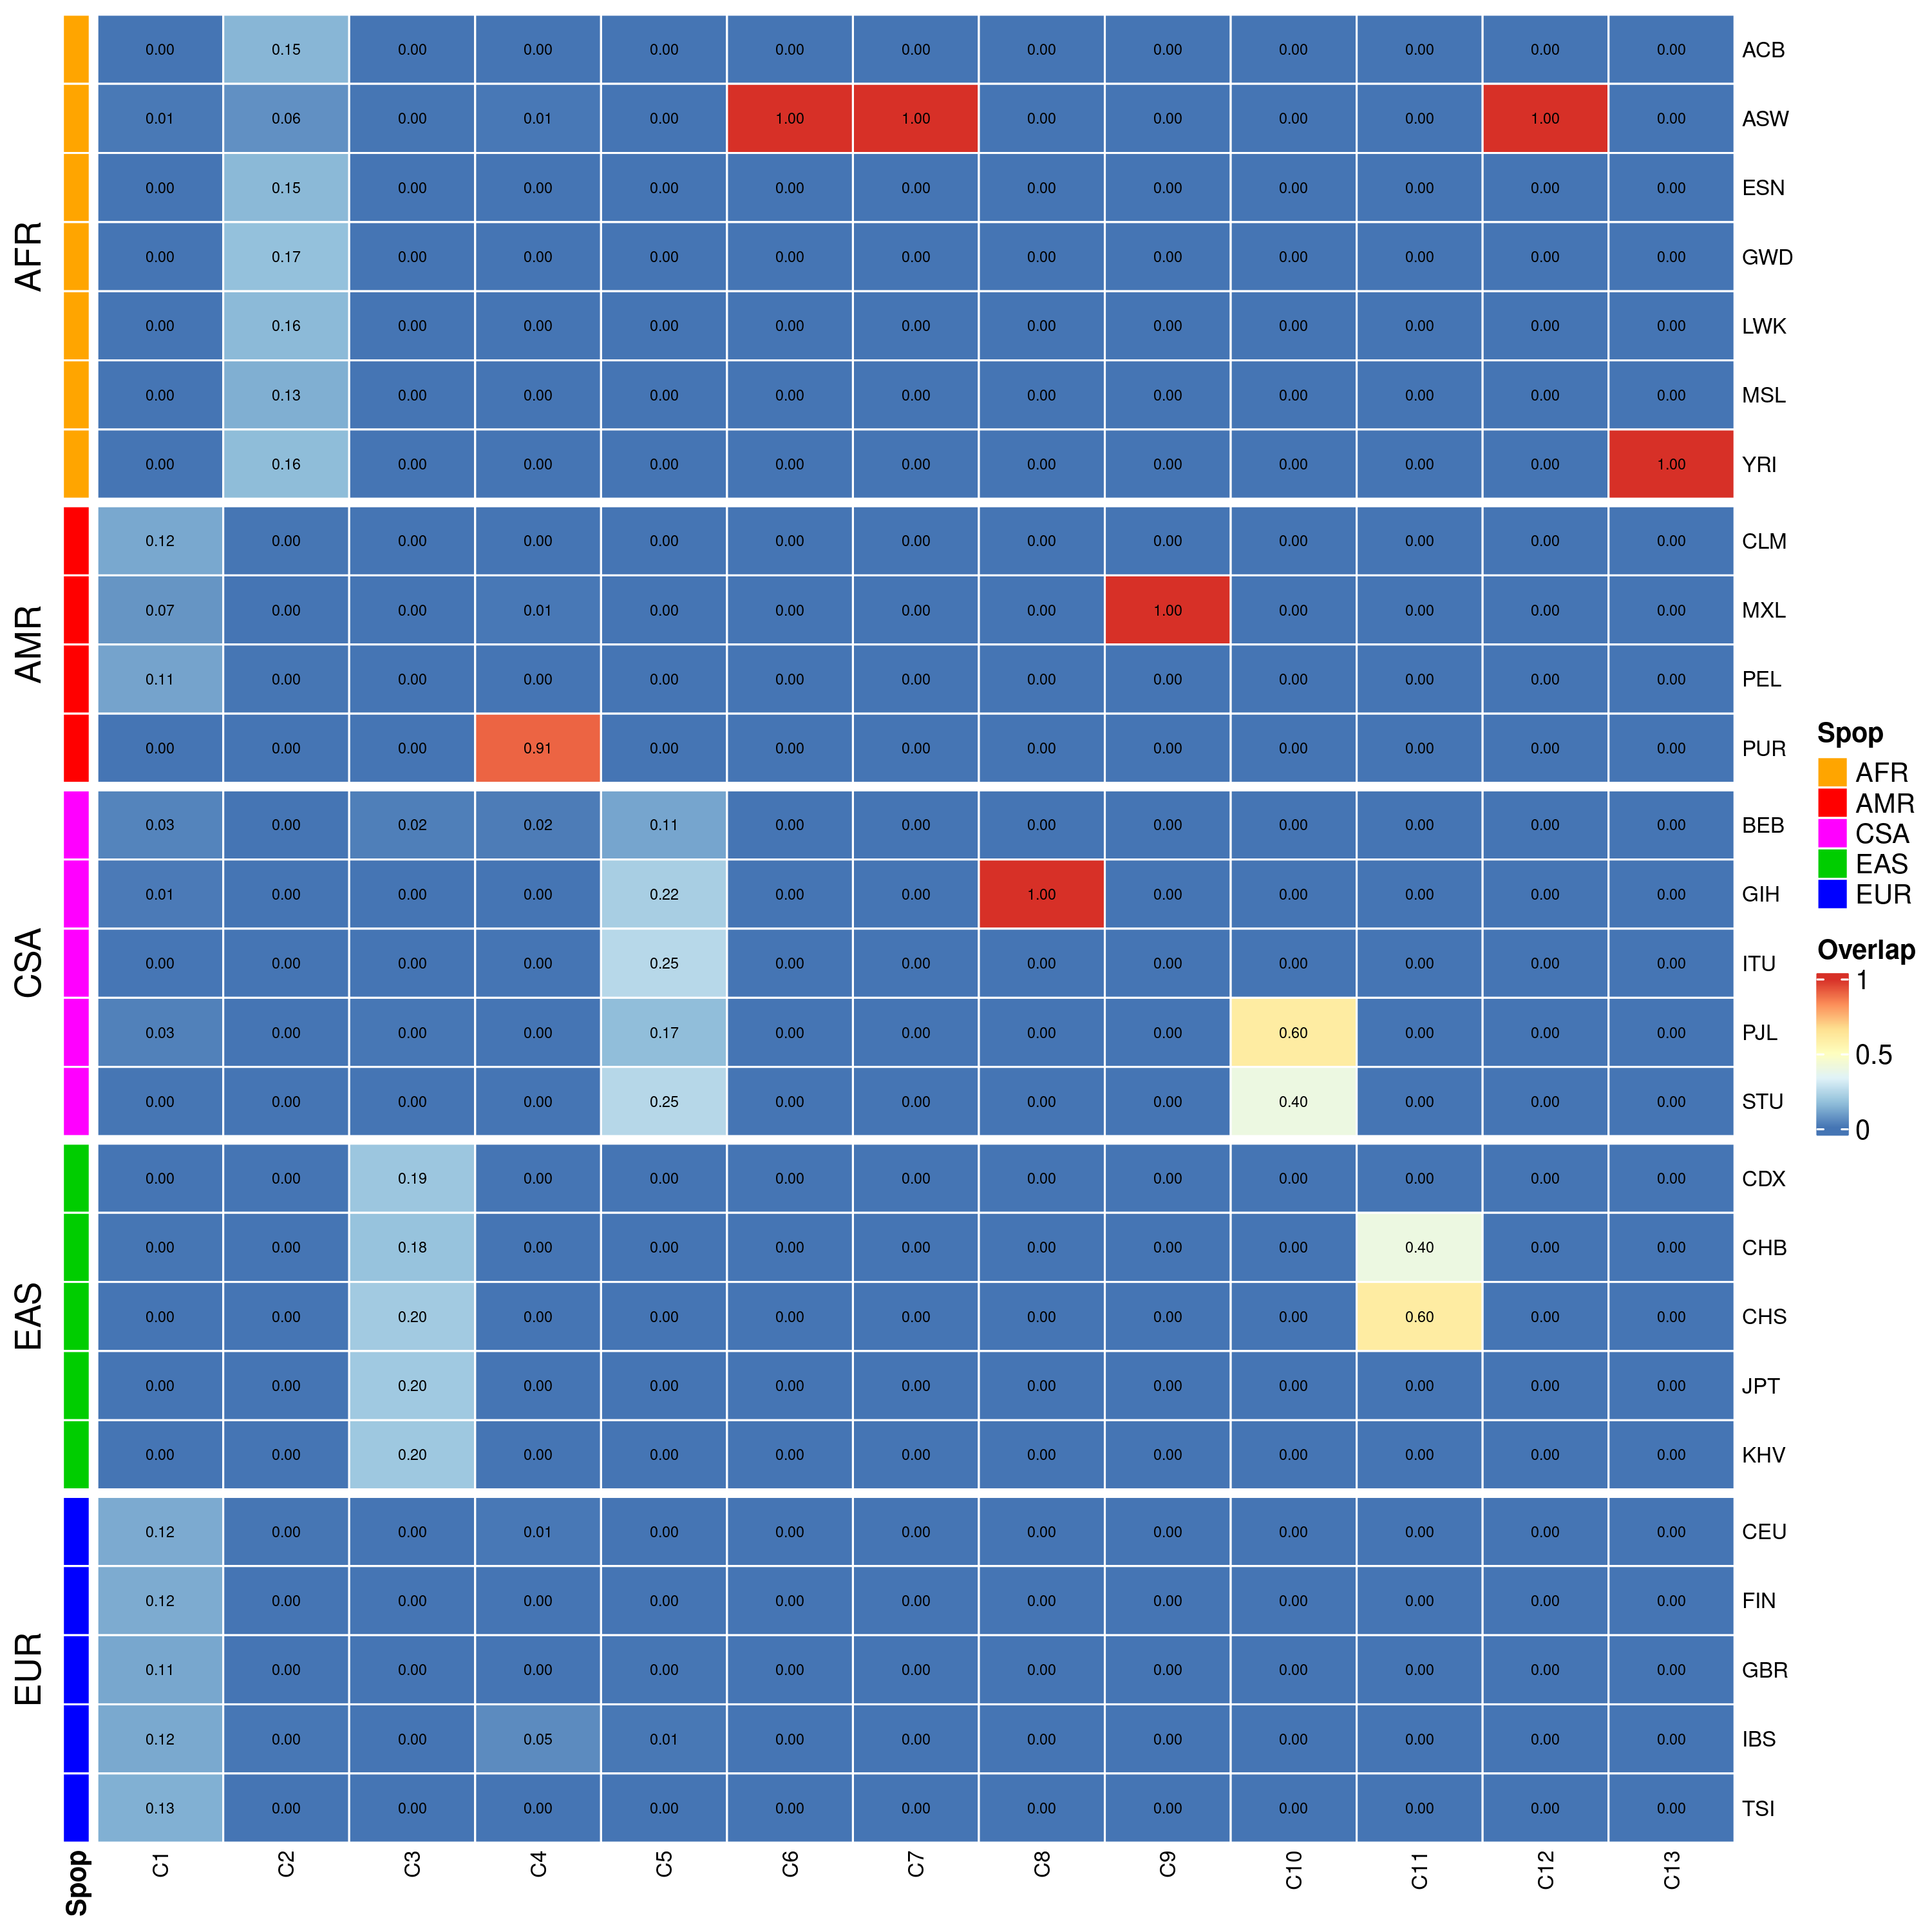 AFR
0.00 0.15 0.00 0.00 0.00 0.00 0.00 0.00 0.00 0.00 0.00 0.00 0.00 ACB
0.01 0.06 0.00 0.01 0.00 1.00 1.00 0.00 0.00 0.00 0.00 1.00 0.00 ASW
0.00 0.15 0.00 0.00 0.00 0.00 0.00 0.00 0.00 0.00 0.00 0.00 0.00 ESN
0.00 0.17 0.00 0.00 0.00 0.00 0.00 0.00 0.00 0.00 0.00 0.00 0.00 GWD
0.00 0.16 0.00 0.00 0.00 0.00 0.00 0.00 0.00 0.00 0.00 0.00 0.00 LWK
0.00 0.13 0.00 0.00 0.00 0.00 0.00 0.00 0.00 0.00 0.00 0.00 0.00 MSL
0.00 0.16 0.00 0.00 0.00 0.00 0.00 0.00 0.00 0.00 0.00 0.00 1.00 YRI
AMR
0.12 0.00 0.00 0.00 0.00 0.00 0.00 0.00 0.00 0.00 0.00 0.00 0.00 CLM
0.07 0.00 0.00 0.01 0.00 0.00 0.00 0.00 1.00 0.00 0.00 0.00 0.00 MXL
0.11 0.00 0.00 0.00 0.00 0.00 0.00 0.00 0.00 0.00 0.00 0.00 0.00 PEL
0.00 0.00 0.00 0.91 0.00 0.00 0.00 0.00 0.00 0.00 0.00 0.00 0.00 PUR
CSA
0.03 0.00 0.02 0.02 0.11 0.00 0.00 0.00 0.00 0.00 0.00 0.00 0.00 BEB
0.01 0.00 0.00 0.00 0.22 0.00 0.00 1.00 0.00 0.00 0.00 0.00 0.00 GIH
0.00 0.00 0.00 0.00 0.25 0.00 0.00 0.00 0.00 0.00 0.00 0.00 0.00 ITU
0.03 0.00 0.00 0.00 0.17 0.00 0.00 0.00 0.00 0.60 0.00 0.00 0.00 PJL
0.00 0.00 0.00 0.00 0.25 0.00 0.00 0.00 0.00 0.40 0.00 0.00 0.00 STU
EAS
0.00 0.00 0.19 0.00 0.00 0.00 0.00 0.00 0.00 0.00 0.00 0.00 0.00 CDX
0.00 0.00 0.18 0.00 0.00 0.00 0.00 0.00 0.00 0.00 0.40 0.00 0.00 CHB
0.00 0.00 0.20 0.00 0.00 0.00 0.00 0.00 0.00 0.00 0.60 0.00 0.00 CHS
0.00 0.00 0.20 0.00 0.00 0.00 0.00 0.00 0.00 0.00 0.00 0.00 0.00 JPT
0.00 0.00 0.20 0.00 0.00 0.00 0.00 0.00 0.00 0.00 0.00 0.00 0.00 KHV
EUR
0.12 0.00 0.00 0.01 0.00 0.00 0.00 0.00 0.00 0.00 0.00 0.00 0.00 CEU
0.12 0.00 0.00 0.00 0.00 0.00 0.00 0.00 0.00 0.00 0.00 0.00 0.00 FIN
0.11 0.00 0.00 0.00 0.00 0.00 0.00 0.00 0.00 0.00 0.00 0.00 0.00 GBR
0.12 0.00 0.00 0.05 0.01 0.00 0.00 0.00 0.00 0.00 0.00 0.00 0.00 IBS
0.13 0.00 0.00 0.00 0.00 0.00 0.00 0.00 0.00 0.00 0.00 0.00 0.00 TSI
Spop C1 C2 C3 C4 C5 C6 C7 C8 C9 C10 C11 C12 C13
Spop
AFR
AMR
CSA
EAS
EUR
Overlap
1
0.5
0